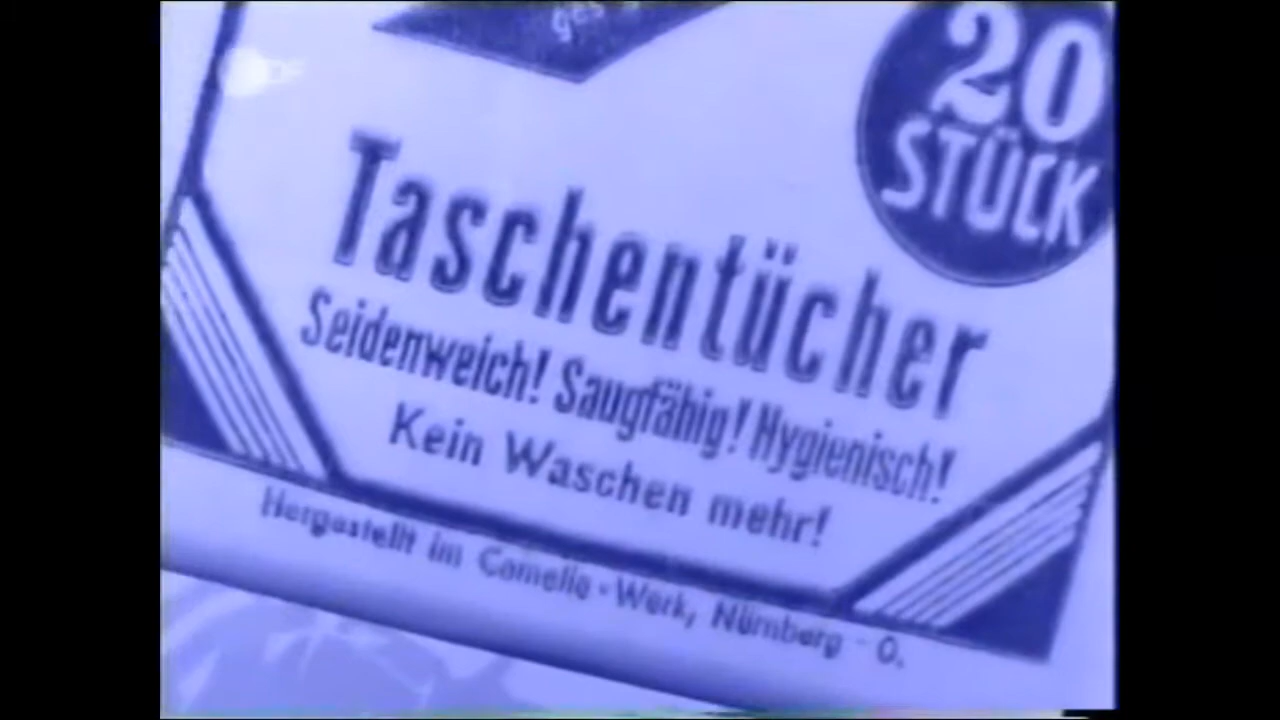 20
STÜCK
Taschentücher
Seidenweich! Saugfähig! Hygienisch!
Kein Waschen mehr!
Hergestellt im Camelia-Werk, Nürnberg - O.